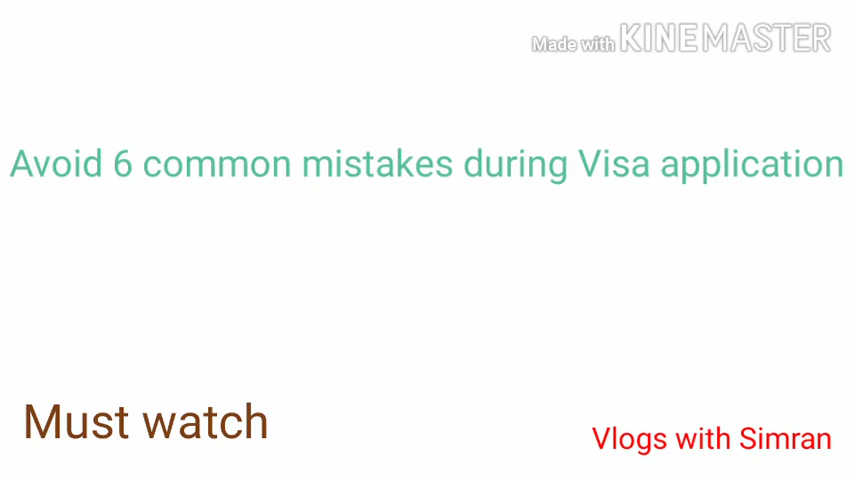 Made with KINEMASTER
Avoid 6 common mistakes during Visa application
Must watch
Vlogs with Simran